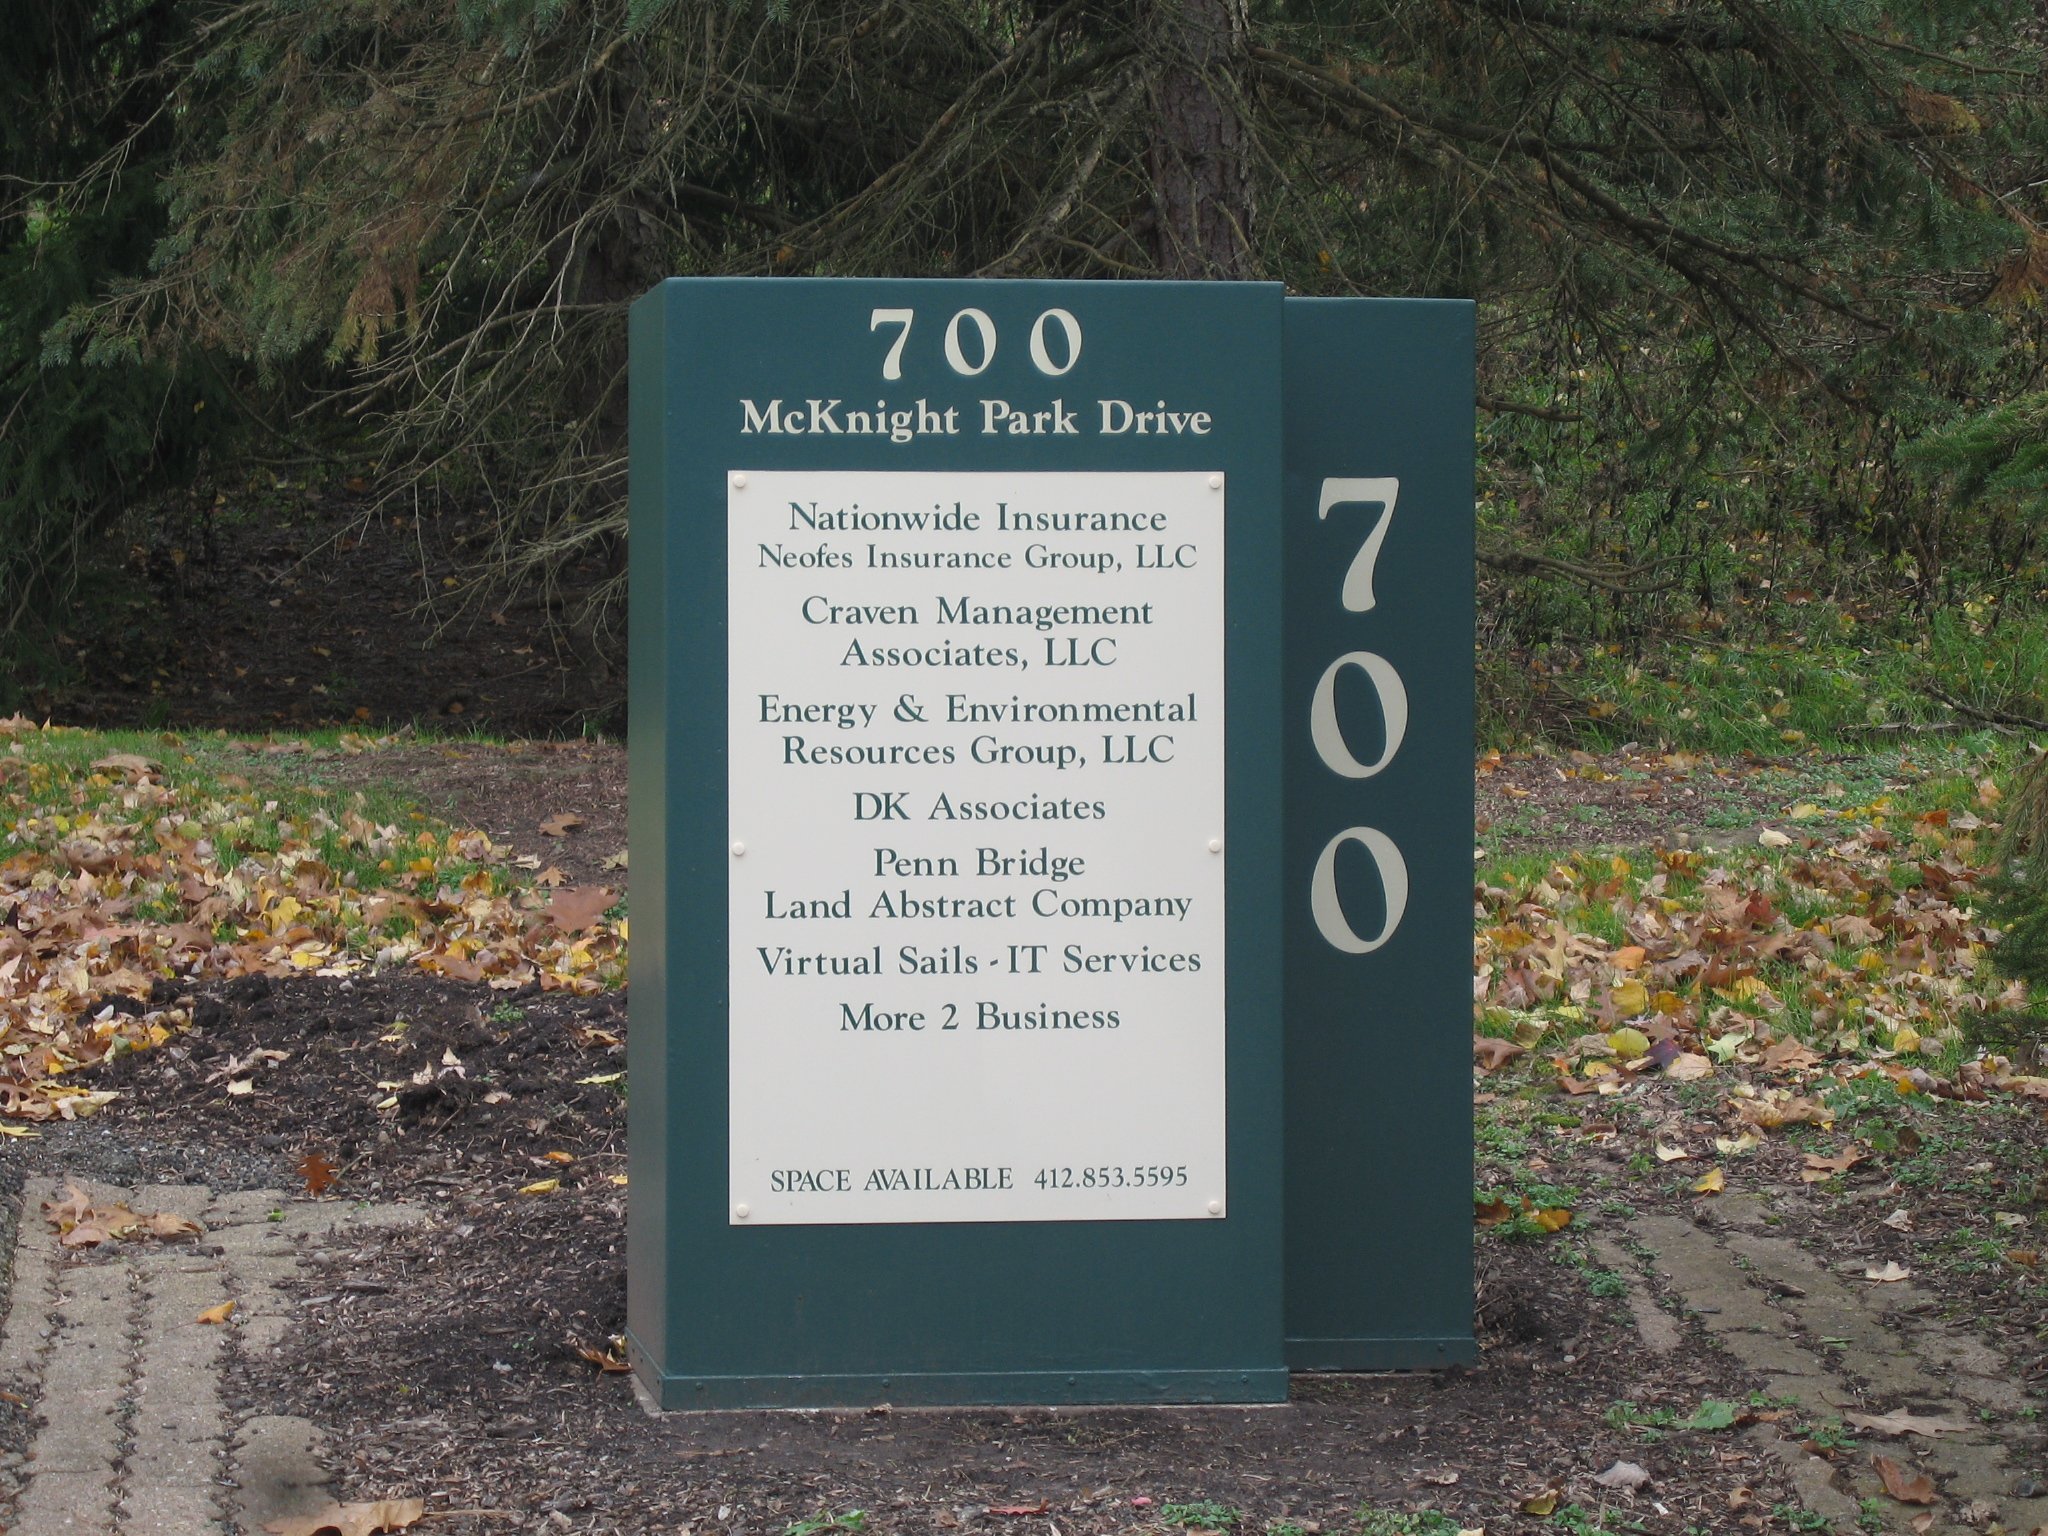 700
McKnight Park Drive
Nationwide Insurance
Neofes Insurance Group, LLC
Craven Management
Associates, LLC
Energy & Environmental
Resources Group, LLC
DK Associates
Penn Bridge
Land Abstract Company
Virtual Sails - IT Services
More 2 Business
SPACE AVAILABLE 412.853.5595
700